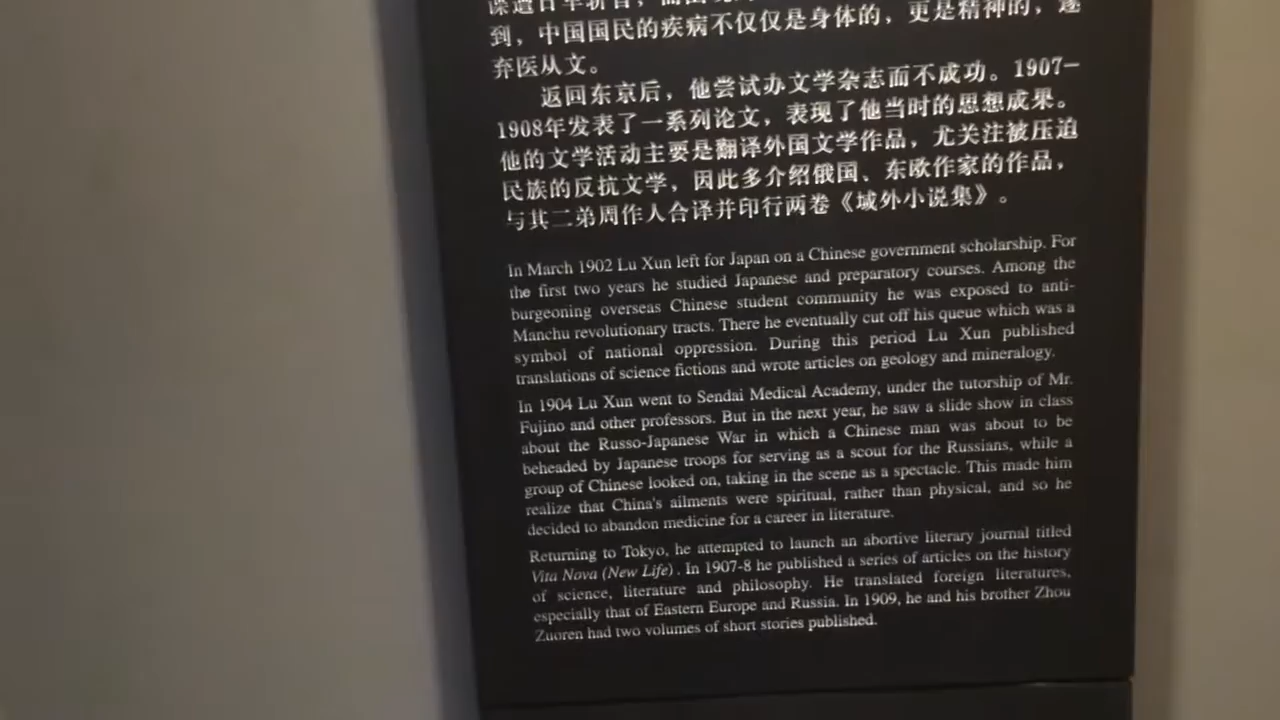 谍遭日军斩首，而围观
到，中国国民的疾病不仅仅是身体的，更是精神的，遂
弃医从文。
返回东京后，他尝试办文学杂志而不成功。1907-
1908年发表了一系列论文，表现了他当时的思想成果。
他的文学活动主要是翻译外国文学作品，尤关注被压迫
民族的反抗文学，因此多介绍俄国、东欧作家的作品，
与其二弟周作人合译并印行两卷《域外小说集》。
In March 1902 Lu Xun left for Japan on a Chinese government scholarship. For
the first two years he studied Japanese and preparatory courses. Among the
burgeoning overseas Chinese student community he was exposed to anti-
Manchu revolutionary tracts. There he eventually cut off his queue which was a
symbol of national oppression. During this period Lu Xun published
translations of science fictions and wrote articles on geology and mineralogy.
In 1904 Lu Xun went to Sendai Medical Academy, under the tutorship of Mr.
Fujino and other professors. But in the next year, he saw a slide show in class
about the Russo-Japanese War in which a Chinese man was about to be
beheaded by Japanese troops for serving as a scout for the Russians, while a
group of Chinese looked on, taking in the scene as a spectacle. This made him
realize that China's ailments were spiritual, rather than physical, and so he
decided to abandon medicine for a career in literature.
Returning to Tokyo, he attempted to launch an abortive literary journal titled
Vita Nova (New Life). In 1907-8 he published a series of articles on the history
of science, literature and philosophy. He translated foreign literatures,
especially that of Eastern Europe and Russia. In 1909, he and his brother Zhou
Zuoren had two volumes of short stories published.